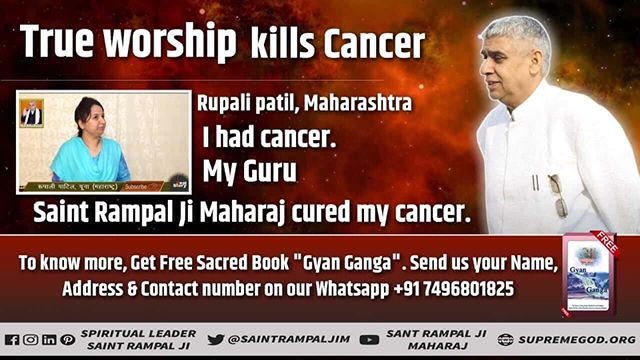 True worship kills Cancer
Rupali patil, Maharashtra
I had cancer.
My Guru
Saint Rampal Ji Maharaj cured my cancer.
रूपाली पाटिल, पूना (महाराष्ट्र)
Subscribe
To know more, Get Free Sacred Book "Gyan Ganga". Send us your Name,
Address & Contact number on our Whatsapp +91 7496801825
FREE
Gyan
Ganga
SPIRITUAL LEADER
SAINT RAMPAL JI
@SAINTRAMPALJIM
SANT RAMPAL JI
MAHARAJ
SUPREMEGOD.ORG